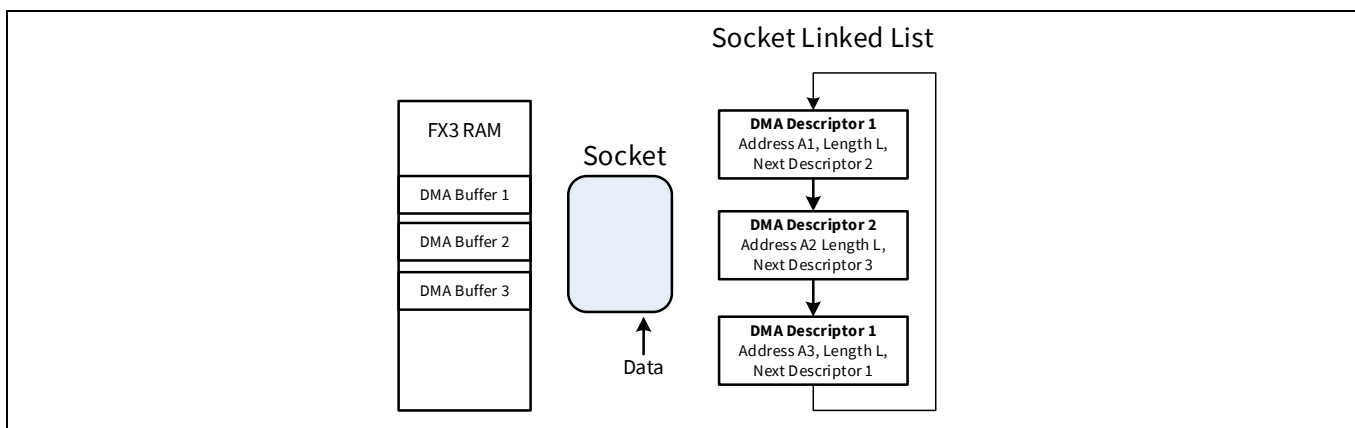 Socket Linked List
FX3 RAM
DMA Buffer 1
DMA Buffer 2
DMA Buffer 3
Socket
Data
DMA Descriptor 1
Address A1, Length L,
Next Descriptor 2
DMA Descriptor 2
Address A2 Length L,
Next Descriptor 3
DMA Descriptor 1
Address A3, Length L,
Next Descriptor 1